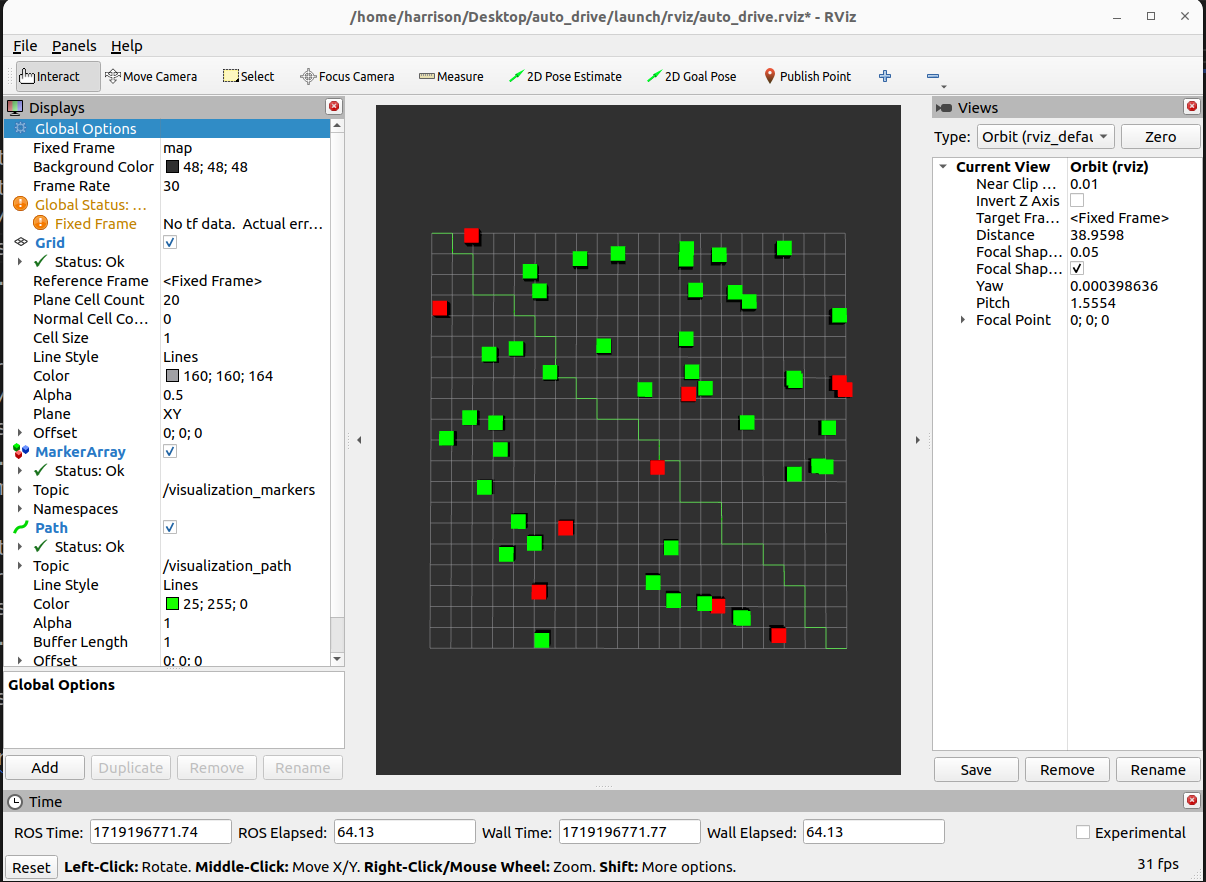 /home/harrison/Desktop/auto_drive/launch/rviz/auto_drive.rviz* - RViz
File Panels Help
Interact Move Camera Select Focus Camera Measure 2D Pose Estimate 2D Goal Pose Publish Point
Displays
Global Options
Fixed Frame map
Background Color 48; 48; 48
Frame Rate 30
Global Status: ...
Fixed Frame No tf data. Actual err...
Grid
Status: Ok
Reference Frame <Fixed Frame>
Plane Cell Count 20
Normal Cell Co... 0
Cell Size 1
Line Style Lines
Color 160; 160; 164
Alpha 0.5
Plane XY
Offset 0; 0; 0
MarkerArray
Status: Ok
Topic /visualization_markers
Namespaces
Path
Status: Ok
Topic /visualization_path
Line Style Lines
Color 25; 255; 0
Alpha 1
Buffer Length 1
Offset 0; 0; 0
Global Options
Add Duplicate Remove Rename
Views
Type: Orbit (rviz_defau Zero
Current View Orbit (rviz)
Near Clip ... 0.01
Invert Z Axis
Target Fra... <Fixed Frame>
Distance 38.9598
Focal Shap... 0.05
Focal Shap...
Yaw 0.000398636
Pitch 1.5554
Focal Point 0; 0; 0
Save Remove Rename
Time
ROS Time: 1719196771.74 ROS Elapsed: 64.13 Wall Time: 1719196771.77 Wall Elapsed: 64.13 Experimental
Reset Left-Click: Rotate. Middle-Click: Move X/Y. Right-Click/Mouse Wheel: Zoom. Shift: More options. 31 fps